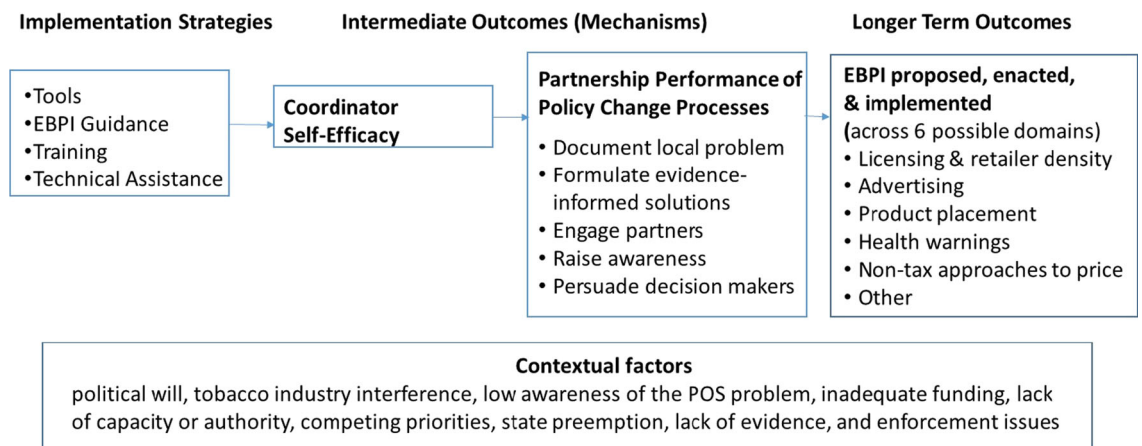 Implementation Strategies
Intermediate Outcomes (Mechanisms)
Longer Term Outcomes
•Tools
•EBPI Guidance
•Training
•Technical Assistance
Coordinator
Self-Efficacy
Partnership Performance of
Policy Change Processes
• Document local problem
• Formulate evidence-
informed solutions
• Engage partners
• Raise awareness
• Persuade decision makers
EBPI proposed, enacted,
& implemented
(across 6 possible domains)
• Licensing & retailer density
• Advertising
• Product placement
• Health warnings
• Non-tax approaches to price
• Other
Contextual factors
political will, tobacco industry interference, low awareness of the POS problem, inadequate funding, lack
of capacity or authority, competing priorities, state preemption, lack of evidence, and enforcement issues